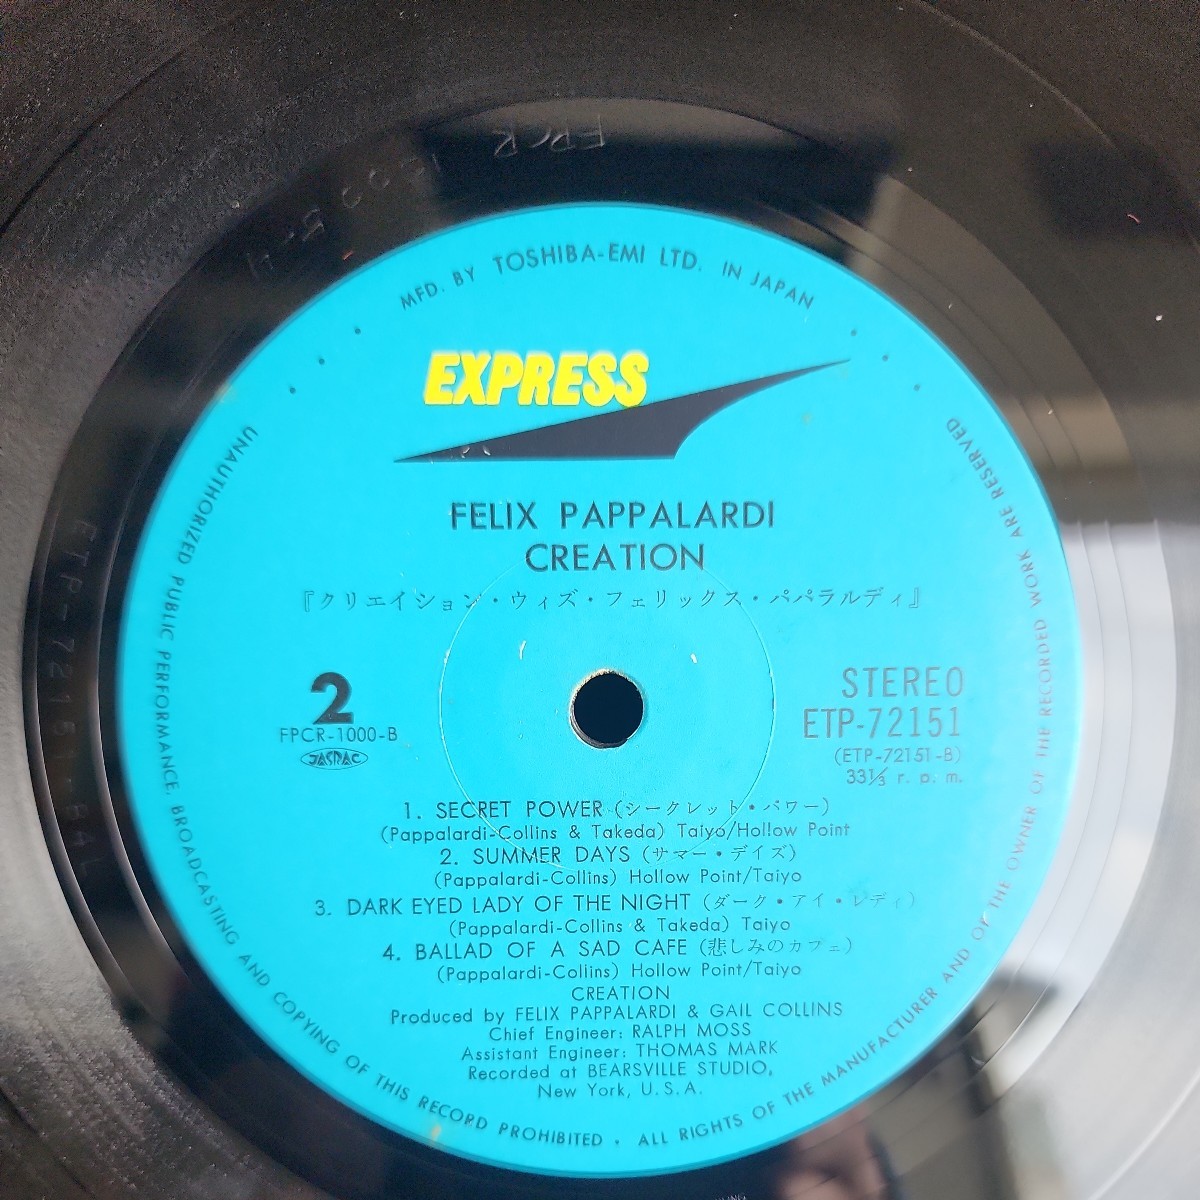 MFD. BY TOSHIBA-EMI LTD. IN JAPAN
EXPRESS
FELIX PAPPALARDI
CREATION
『クリエイション・ウィズ・フェリックス・パパラルディ』
2
FPCR-1000-B
JASRAC
STEREO
ETP-72151
(ETP-72151-B)
33⅓ r. p. m.
1. SECRET POWER (シークレット・パワー)
(Pappalardi-Collins & Takeda) Taiyo/Hollow Point
2. SUMMER DAYS (サマー・デイズ)
(Pappalardi-Collins) Hollow Point/Taiyo
3. DARK EYED LADY OF THE NIGHT (ダーク・アイ・レディ)
(Pappalardi-Collins & Takeda) Taiyo
4. BALLAD OF A SAD CAFE (悲しみのカフェ)
(Pappalardi-Collins) Hollow Point/Taiyo
CREATION
Produced by FELIX PAPPALARDI & GAIL COLLINS
Chief Engineer: RALPH MOSS
Assistant Engineer: THOMAS MARK
Recorded at BEARSVILLE STUDIO,
New York, U.S.A.
UNAUTHORIZED PUBLIC PERFORMANCE, BROADCASTING AND COPYING OF THIS RECORD PROHIBITED. ALL RIGHTS OF THE MANUFACTURER AND OF THE OWNER OF THE RECORDED WORK ARE RESERVED
FPCR